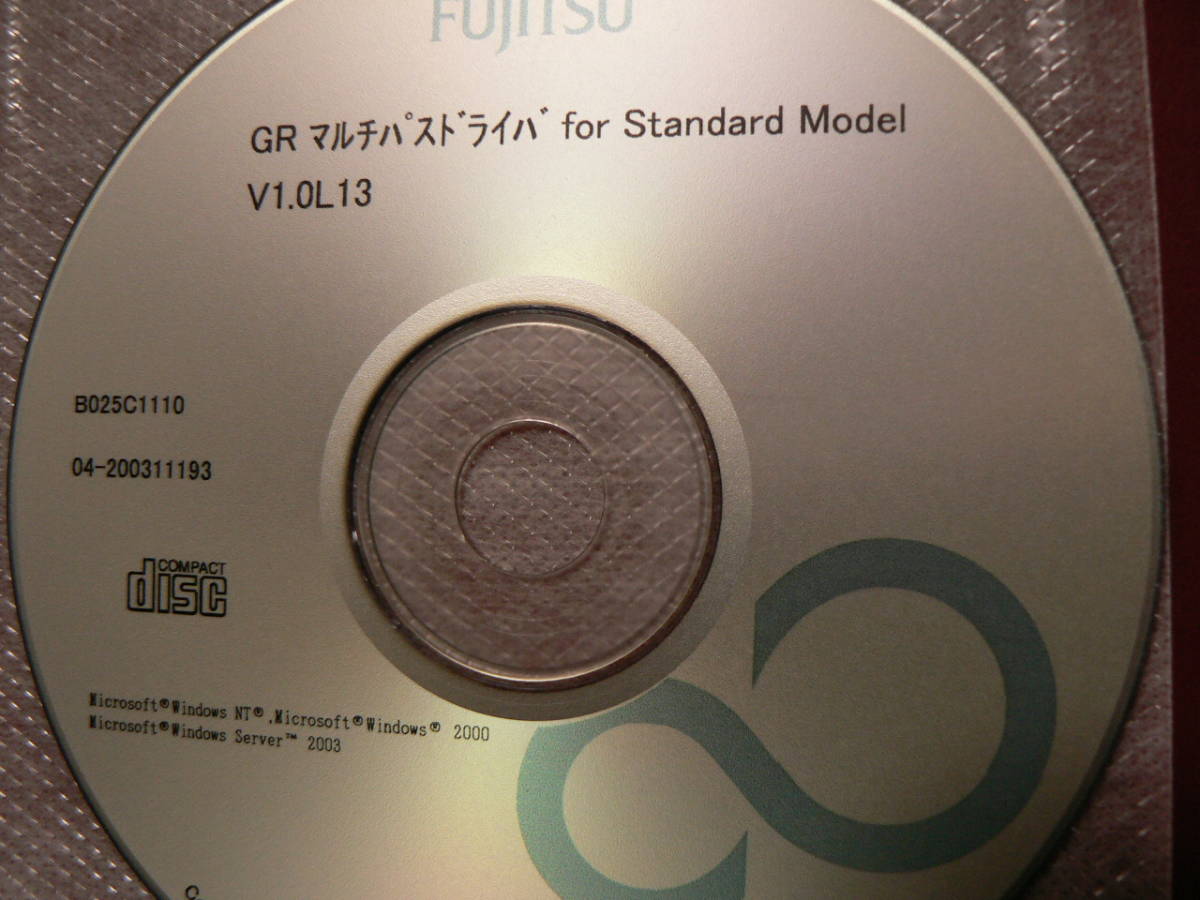 FUJITSU
GR マルチパスドライバ for Standard Model
V1.0L13
B025C1110
04-200311193
COMPACT
disc
Microsoft®Windows NT®,Microsoft®Windows® 2000
Microsoft®Windows Server™ 2003